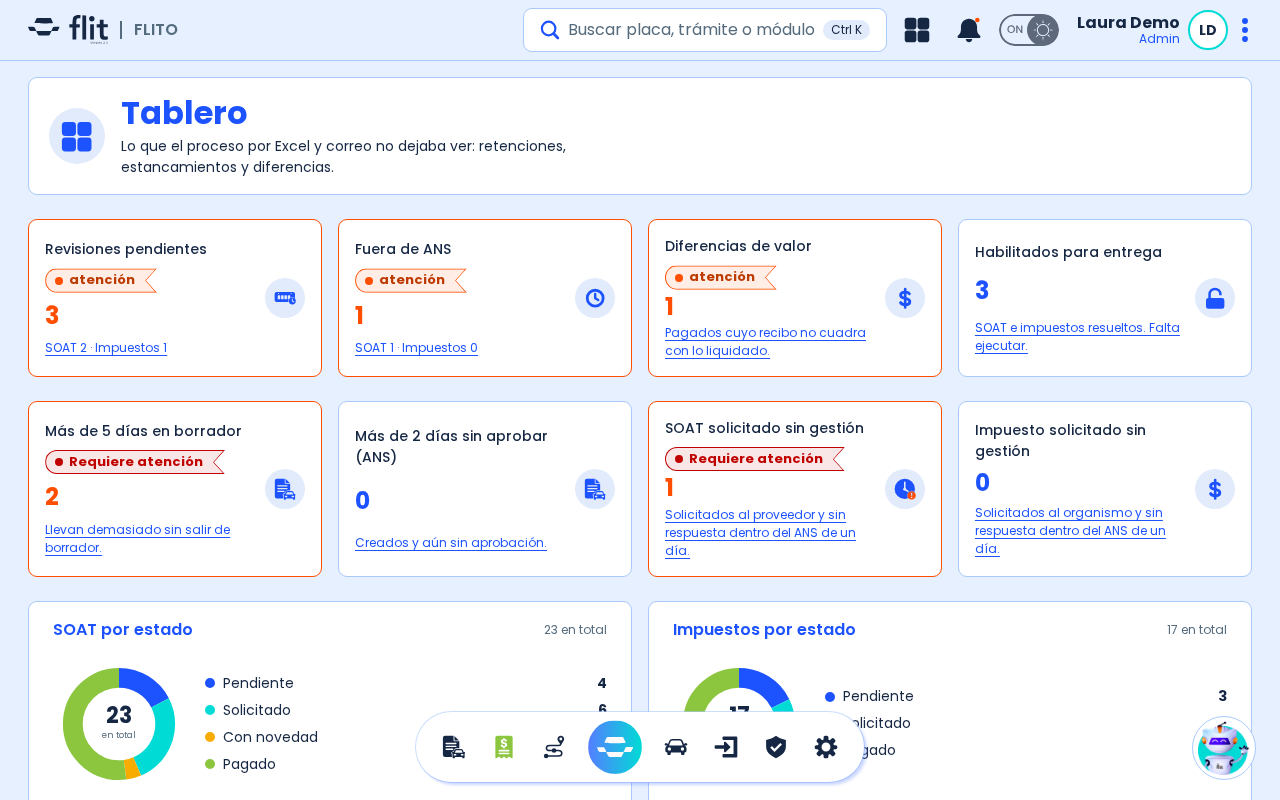 flit | FLITO
Buscar placa, trámite o módulo Ctrl K
ON
Laura Demo
Admin
LD
Tablero
Lo que el proceso por Excel y correo no dejaba ver: retenciones,
estancamientos y diferencias.
Revisiones pendientes
atención
3
SOAT 2 · Impuestos 1
Fuera de ANS
atención
1
SOAT 1 · Impuestos 0
Diferencias de valor
atención
1
Pagados cuyo recibo no cuadra
con lo liquidado.
Habilitados para entrega
3
SOAT e impuestos resueltos. Falta
ejecutar.
Más de 5 días en borrador
Requiere atención
2
Llevan demasiado sin salir de
borrador.
Más de 2 días sin aprobar
(ANS)
0
Creados y aún sin aprobación.
SOAT solicitado sin gestión
Requiere atención
1
Solicitados al proveedor y sin
respuesta dentro del ANS de un
día.
Impuesto solicitado sin
gestión
0
Solicitados al organismo y sin
respuesta dentro del ANS de un
día.
SOAT por estado
23 en total
23
en total
Pendiente 4
Solicitado 6
Con novedad
Pagado
Impuestos por estado
17 en total
17
Pendiente 3